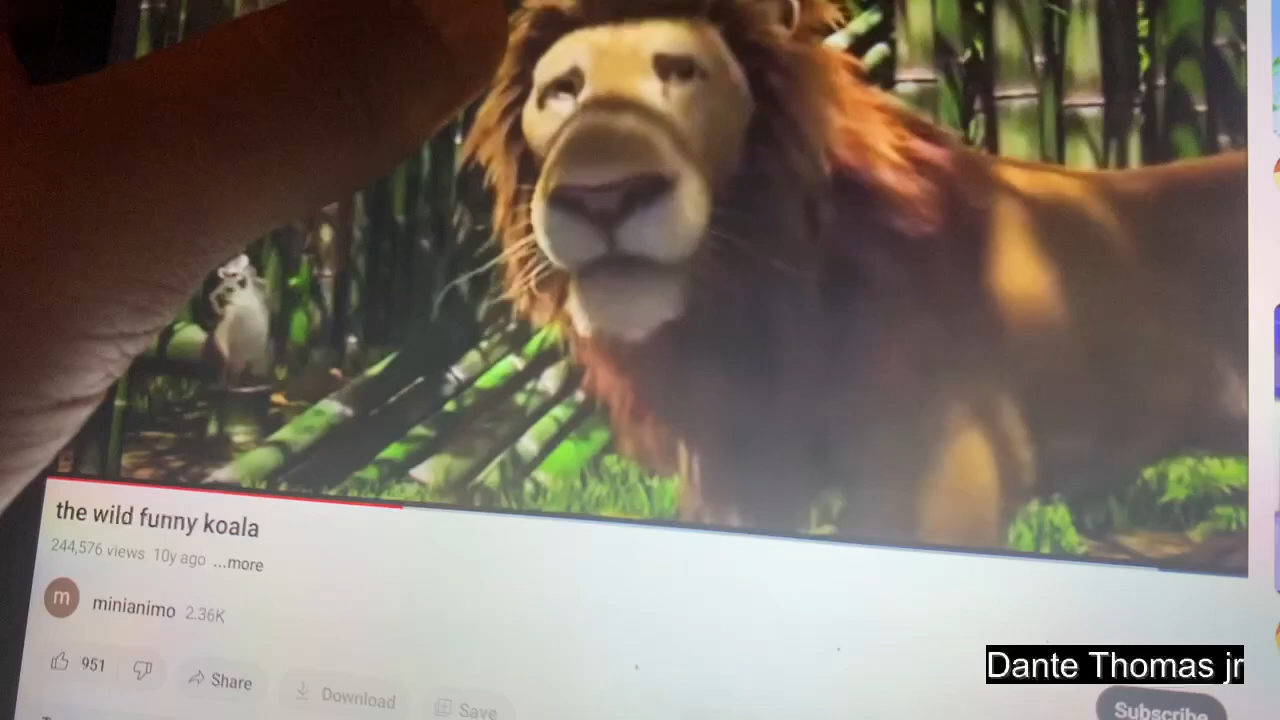 the wild funny koala
244,576 views 10y ago ...more
m minianimo 2.36K
951 Share Download Save
Dante Thomas jr
Subscribe